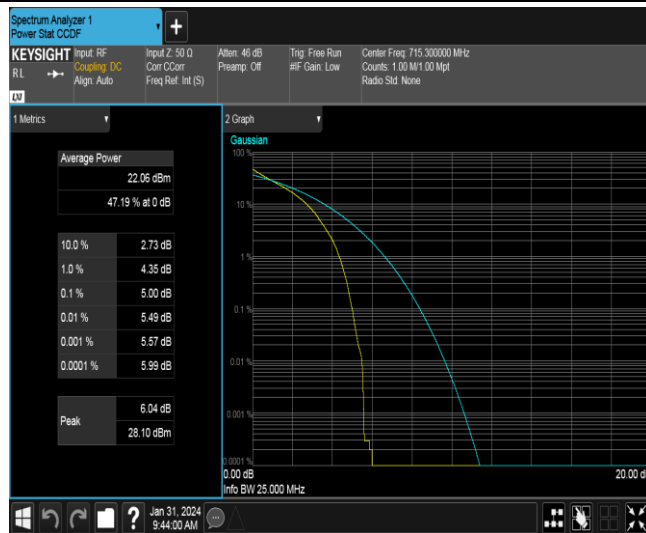 Spectrum Analyzer 1
Power Stat CCDF
KEYSIGHT
RL
Input: RF
Coupling: DC
Align: Auto
Input Z: 50 Ω
Corr CCorr
Freq Ref: Int (S)
Atten: 46 dB
Preamp: Off
Trig: Free Run
#IF Gain: Low
Center Freq: 715.300000 MHz
Counts: 1.00 M/1.00 Mpt
Radio Std: None
1 Metrics
Average Power
22.06 dBm
47.19 % at 0 dB
10.0 % 2.73 dB
1.0 % 4.35 dB
0.1 % 5.00 dB
0.01 % 5.49 dB
0.001 % 5.57 dB
0.0001 % 5.99 dB
Peak
6.04 dB
28.10 dBm
2 Graph
Gaussian
100 %
10 %
1 %
0.1 %
0.01 %
0.001 %
0.0001 %
0.00 dB
20.00 d
Info BW 25.000 MHz
Jan 31, 2024
9:44:00 AM